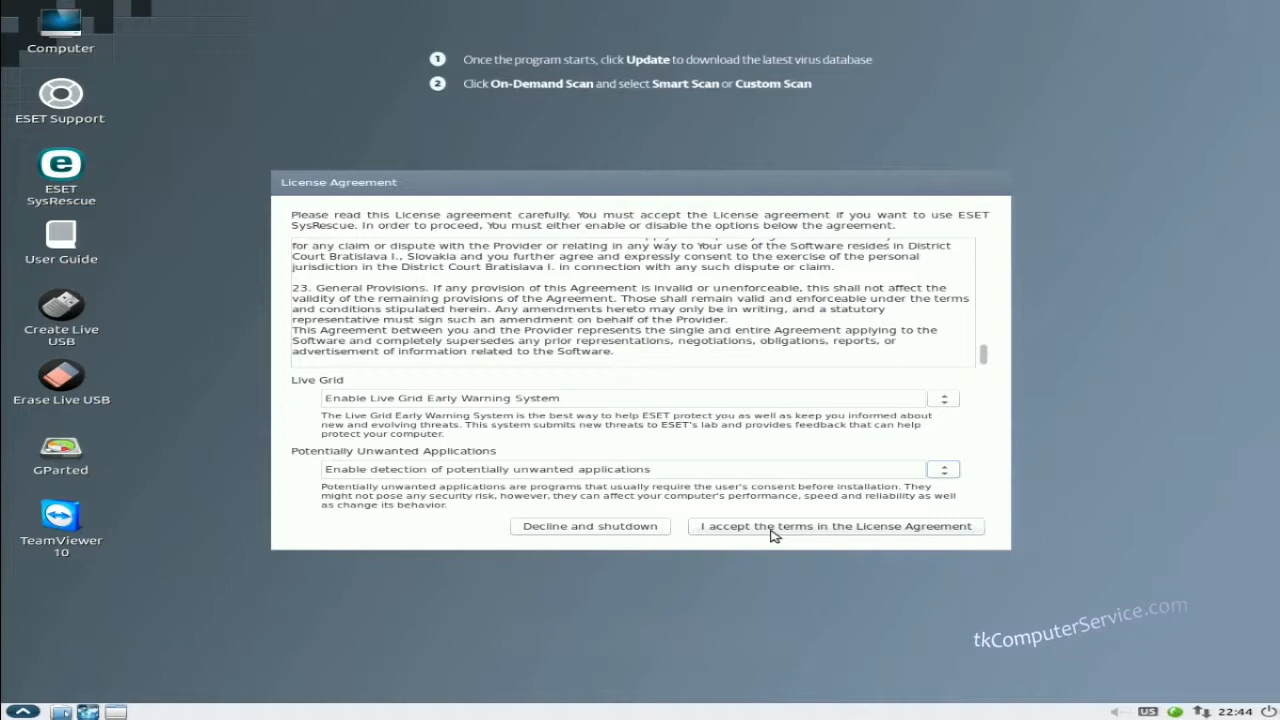 Computer
ESET Support
ESET
SysRescue
User Guide
Create Live
USB
Erase Live USB
GParted
TeamViewer
10
1 Once the program starts, click Update to download the latest virus database
2 Click On-Demand Scan and select Smart Scan or Custom Scan
License Agreement
Please read this License agreement carefully. You must accept the License agreement if you want to use ESET
SysRescue. In order to proceed, You must either enable or disable the options below the agreement.
for any claim or dispute with the Provider or relating in any way to Your use of the Software resides in District
Court Bratislava I., Slovakia and you further agree and expressly consent to the exercise of the personal
jurisdiction in the District Court Bratislava I. in connection with any such dispute or claim.
23. General Provisions. If any provision of this Agreement is invalid or unenforceable, this shall not affect the
validity of the remaining provisions of the Agreement. Those shall remain valid and enforceable under the terms
and conditions stipulated herein. Any amendments hereto may only be in writing, and a statutory
representative must sign such an amendment on behalf of the Provider.
This Agreement between you and the Provider represents the single and entire Agreement applying to the
Software and completely supersedes any prior representations, negotiations, obligations, reports, or
advertisement of information related to the Software.
Live Grid
Enable Live Grid Early Warning System
The Live Grid Early Warning System is the best way to help ESET protect you as well as keep you informed about
new and evolving threats. This system submits new threats to ESET's lab and provides feedback that can help
protect your computer.
Potentially Unwanted Applications
Enable detection of potentially unwanted applications
Potentially unwanted applications are programs that usually require the user's consent before installation. They
might not pose any security risk, however, they can affect your computer's performance, speed and reliability as well
as change its behavior.
Decline and shutdown
I accept the terms in the License Agreement
tkComputerService.com
US
22:44